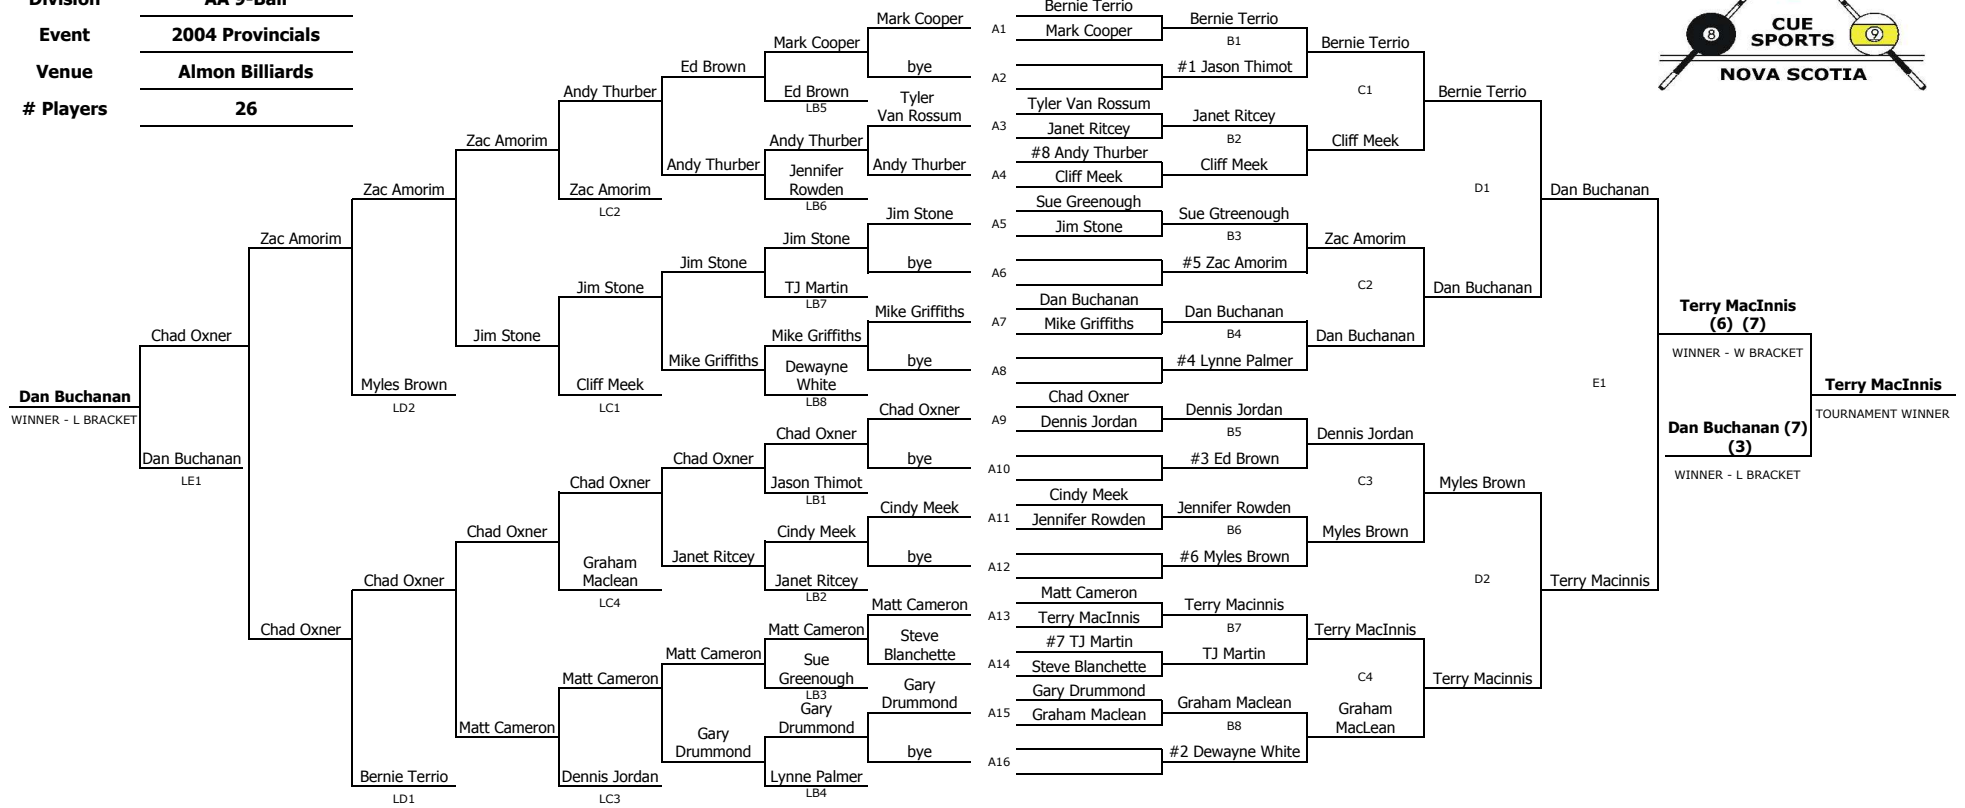 Division AA 9-Ball
Event 2004 Provincials
Venue Almon Billiards
# Players 26
8
CUE
SPORTS
9
NOVA SCOTIA
Dan Buchanan
WINNER - L BRACKET
Chad Oxner
Dan Buchanan
LE1
Zac Amorim
Chad Oxner
Zac Amorim
Myles Brown
LD2
Chad Oxner
Bernie Terrio
LD1
Zac Amorim
Jim Stone
Chad Oxner
Matt Cameron
Andy Thurber
Zac Amorim
LC2
Jim Stone
Cliff Meek
LC1
Chad Oxner
Graham
Maclean
LC4
Matt Cameron
Dennis Jordan
LC3
Ed Brown
Andy Thurber
Jim Stone
Mike Griffiths
Chad Oxner
Janet Ritcey
Matt Cameron
Gary
Drummond
Mark Cooper
Ed Brown
LB5
Andy Thurber
Jennifer
Rowden
LB6
Jim Stone
TJ Martin
LB7
Mike Griffiths
Dewayne
White
LB8
Chad Oxner
Jason Thimot
LB1
Cindy Meek
Janet Ritcey
LB2
Matt Cameron
Sue
Greenough
LB3
Gary
Drummond
Lynne Palmer
LB4
Mark Cooper
bye
Tyler
Van Rossum
Andy Thurber
Jim Stone
bye
Mike Griffiths
bye
Chad Oxner
bye
Cindy Meek
bye
Matt Cameron
Steve
Blanchette
Gary
Drummond
bye
A1
A2
A3
A4
A5
A6
A7
A8
A9
A10
A11
A12
A13
A14
A15
A16
Bernie Terrio
Mark Cooper
Tyler Van Rossum
Janet Ritcey
#8 Andy Thurber
Cliff Meek
Sue Greenough
Jim Stone
Dan Buchanan
Mike Griffiths
Chad Oxner
Dennis Jordan
Cindy Meek
Jennifer Rowden
Matt Cameron
Terry MacInnis
#7 TJ Martin
Steve Blanchette
Gary Drummond
Graham Maclean
Bernie Terrio
B1
#1 Jason Thimot
Janet Ritcey
B2
Cliff Meek
Sue Gtreenough
B3
#5 Zac Amorim
Dan Buchanan
B4
#4 Lynne Palmer
Dennis Jordan
B5
#3 Ed Brown
Jennifer Rowden
B6
#6 Myles Brown
Terry Macinnis
B7
TJ Martin
Graham Maclean
B8
#2 Dewayne White
Bernie Terrio
C1
Cliff Meek
Zac Amorim
C2
Dan Buchanan
Dennis Jordan
C3
Myles Brown
Terry MacInnis
C4
Graham
MacLean
Bernie Terrio
D1
Dan Buchanan
Myles Brown
D2
Terry Macinnis
Dan Buchanan
E1
Terry Macinnis
Terry MacInnis
(6) (7)
WINNER - W BRACKET
Dan Buchanan (7)
(3)
WINNER - L BRACKET
Terry MacInnis
TOURNAMENT WINNER